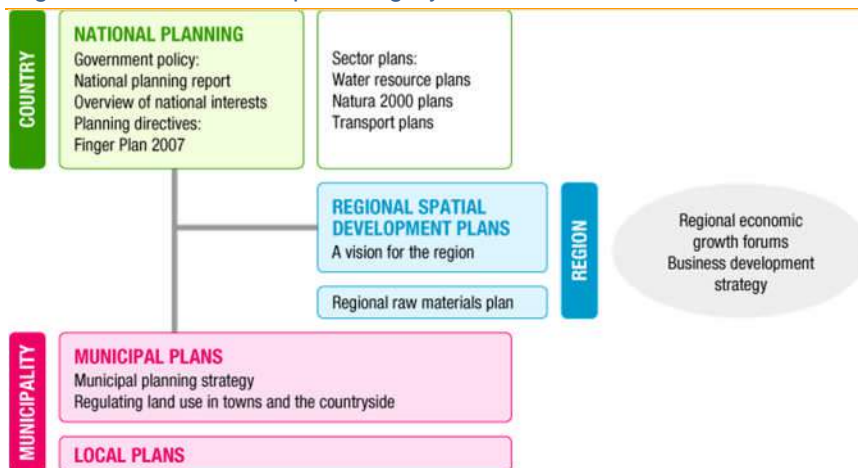 COUNTRY
NATIONAL PLANNING
Government policy:
National planning report
Overview of national interests
Planning directives:
Finger Plan 2007
Sector plans:
Water resource plans
Natura 2000 plans
Transport plans
REGIONAL SPATIAL
DEVELOPMENT PLANS
A vision for the region
Regional raw materials plan
REGION
Regional economic
growth forums
Business development
strategy
MUNICIPALITY
MUNICIPAL PLANS
Municipal planning strategy
Regulating land use in towns and the countryside
LOCAL PLANS